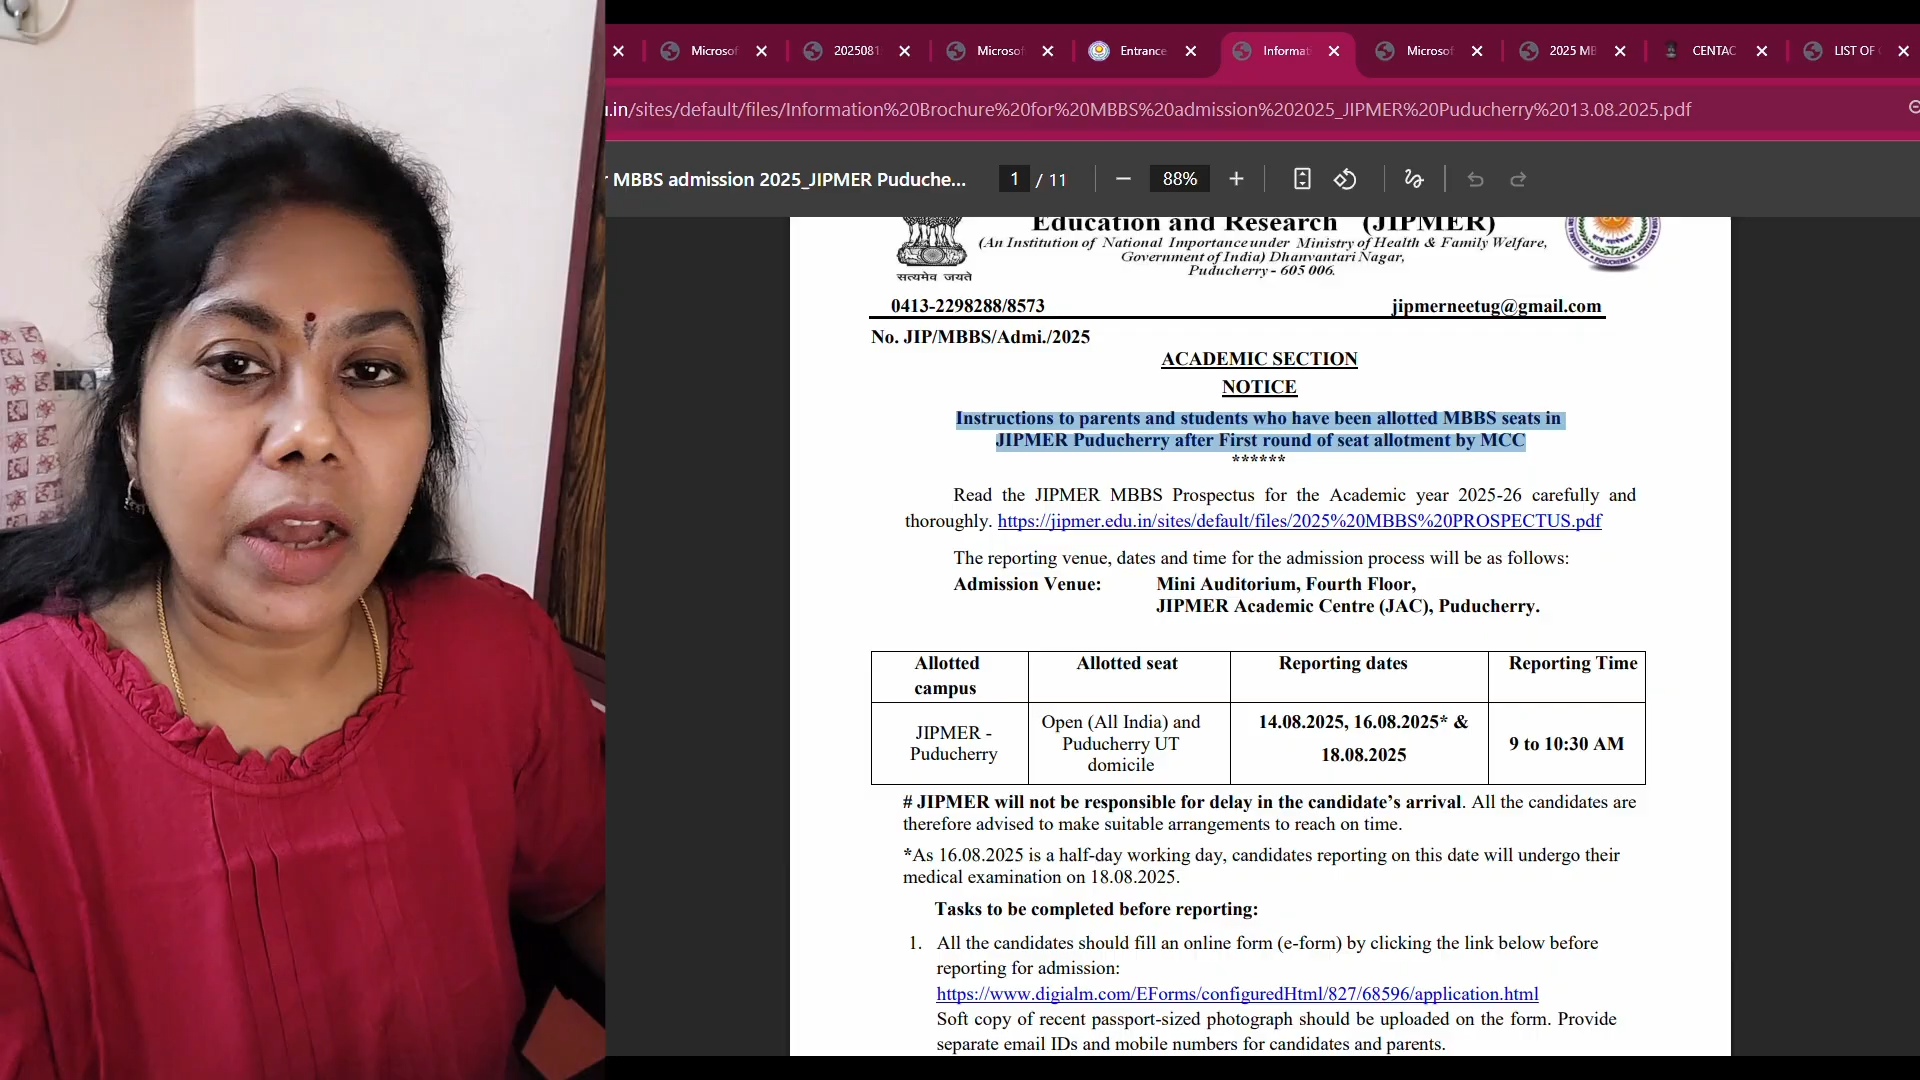 Microsof
2025081
Microsof
Entrance
Informat
Microsof
2025 MB
CENTAC
LIST OF
.in/sites/default/files/Information%20Brochure%20for%20MBBS%20admission%202025_JIPMER%20Puducherry%2013.08.2025.pdf
MBBS admission 2025_JIPMER Puduche...
1 / 11
88%
Education and Research (JIPMER)
(An Institution of National Importance under Ministry of Health & Family Welfare,
Government of India) Dhanvantari Nagar,
Puducherry - 605 006.
सत्यमेव जयते
0413-2298288/8573 jipmerneetug@gmail.com
No. JIP/MBBS/Admi./2025
ACADEMIC SECTION
NOTICE
Instructions to parents and students who have been allotted MBBS seats in
JIPMER Puducherry after First round of seat allotment by MCC
******
Read the JIPMER MBBS Prospectus for the Academic year 2025-26 carefully and
thoroughly. https://jipmer.edu.in/sites/default/files/2025%20MBBS%20PROSPECTUS.pdf
The reporting venue, dates and time for the admission process will be as follows:
Admission Venue: Mini Auditorium, Fourth Floor,
JIPMER Academic Centre (JAC), Puducherry.
Allotted
campus
Allotted seat
Reporting dates
Reporting Time
JIPMER -
Puducherry
Open (All India) and
Puducherry UT
domicile
14.08.2025, 16.08.2025* &
18.08.2025
9 to 10:30 AM
# JIPMER will not be responsible for delay in the candidate's arrival. All the candidates are
therefore advised to make suitable arrangements to reach on time.
*As 16.08.2025 is a half-day working day, candidates reporting on this date will undergo their
medical examination on 18.08.2025.
Tasks to be completed before reporting:
1. All the candidates should fill an online form (e-form) by clicking the link below before
reporting for admission:
https://www.digialm.com/EForms/configuredHtml/827/68596/application.html
Soft copy of recent passport-sized photograph should be uploaded on the form. Provide
separate email IDs and mobile numbers for candidates and parents.